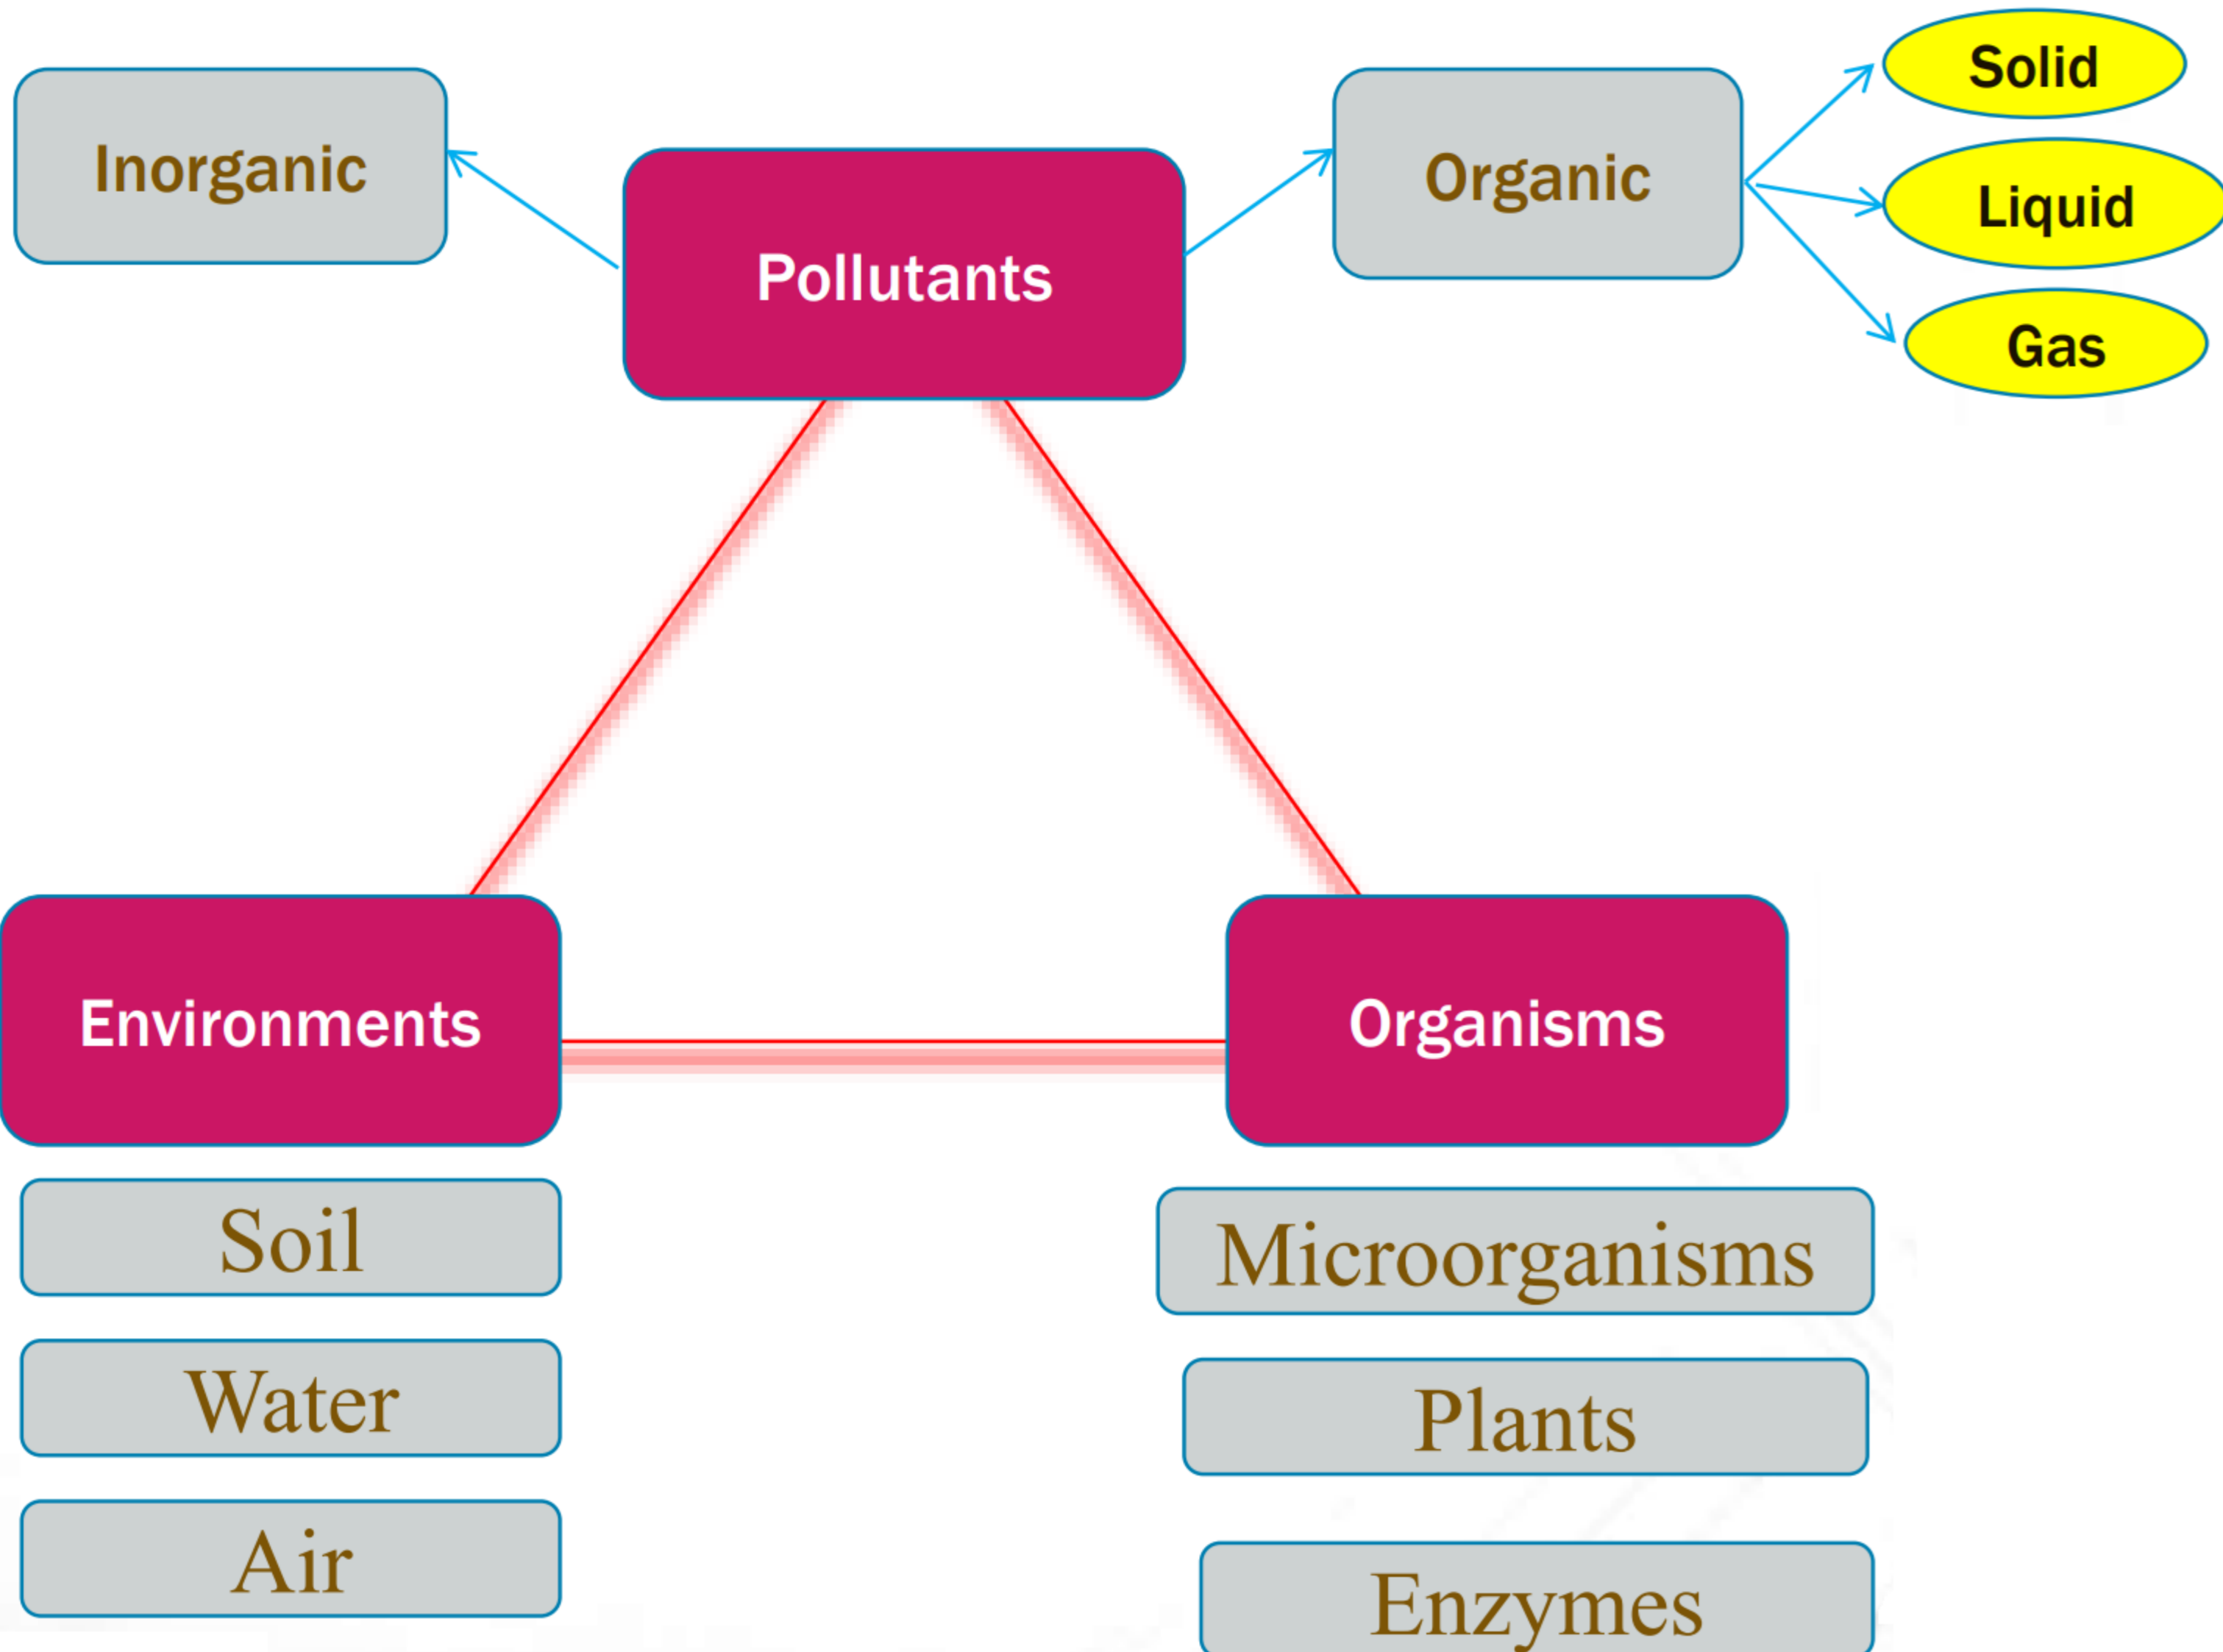 Solid
Inorganic
Organic
Liquid
Pollutants
Gas
Environments
Organisms
Soil
Microorganisms
Water
Plants
Air
Enzymes